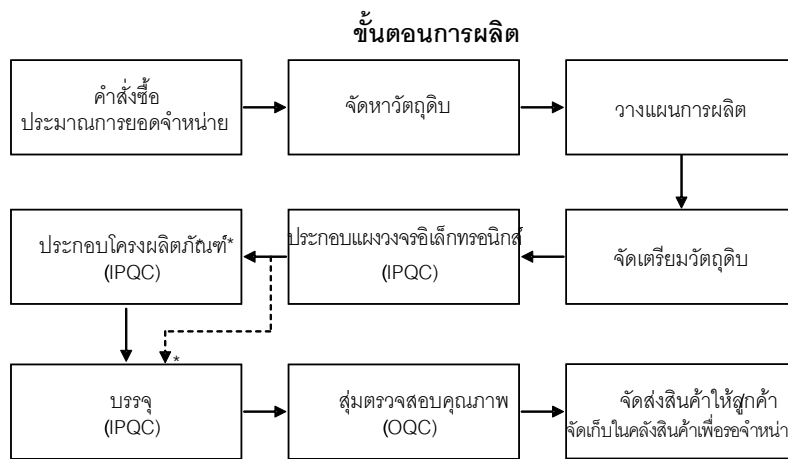 ขั้นตอนการผลิต
คำสั่งซื้อ
ประมาณการยอดจำหน่าย
จัดหาวัตถุดิบ
วางแผนการผลิต
ประกอบโครงผลิตภัณฑ์*
(IPQC)
ประกอบแผงวงจรอิเล็กทรอนิกส์
(IPQC)
จัดเตรียมวัตถุดิบ
*
บรรจุ
(IPQC)
สุ่มตรวจสอบคุณภาพ
(OQC)
จัดส่งสินค้าให้ลูกค้า/
จัดเก็บในคลังสินค้าเพื่อรอจำหน่า